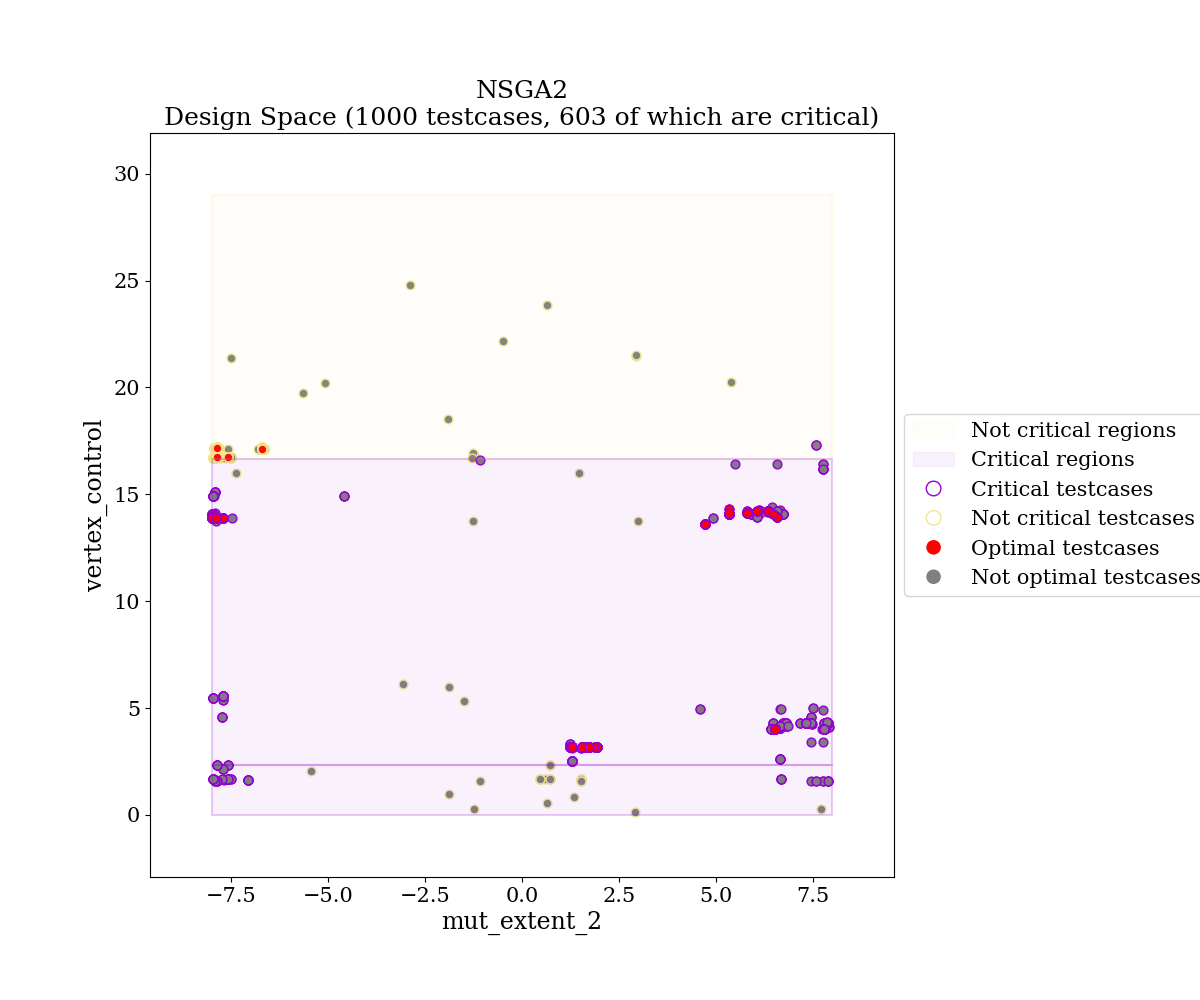 NSGA2
Design Space (1000 testcases, 603 of which are critical)
30
25
20
15
10
5
0
vertex_control
−7.5
−5.0
−2.5
0.0
2.5
5.0
7.5
mut_extent_2
Not critical regions
Critical regions
Critical testcases
Not critical testcases
Optimal testcases
Not optimal testcases